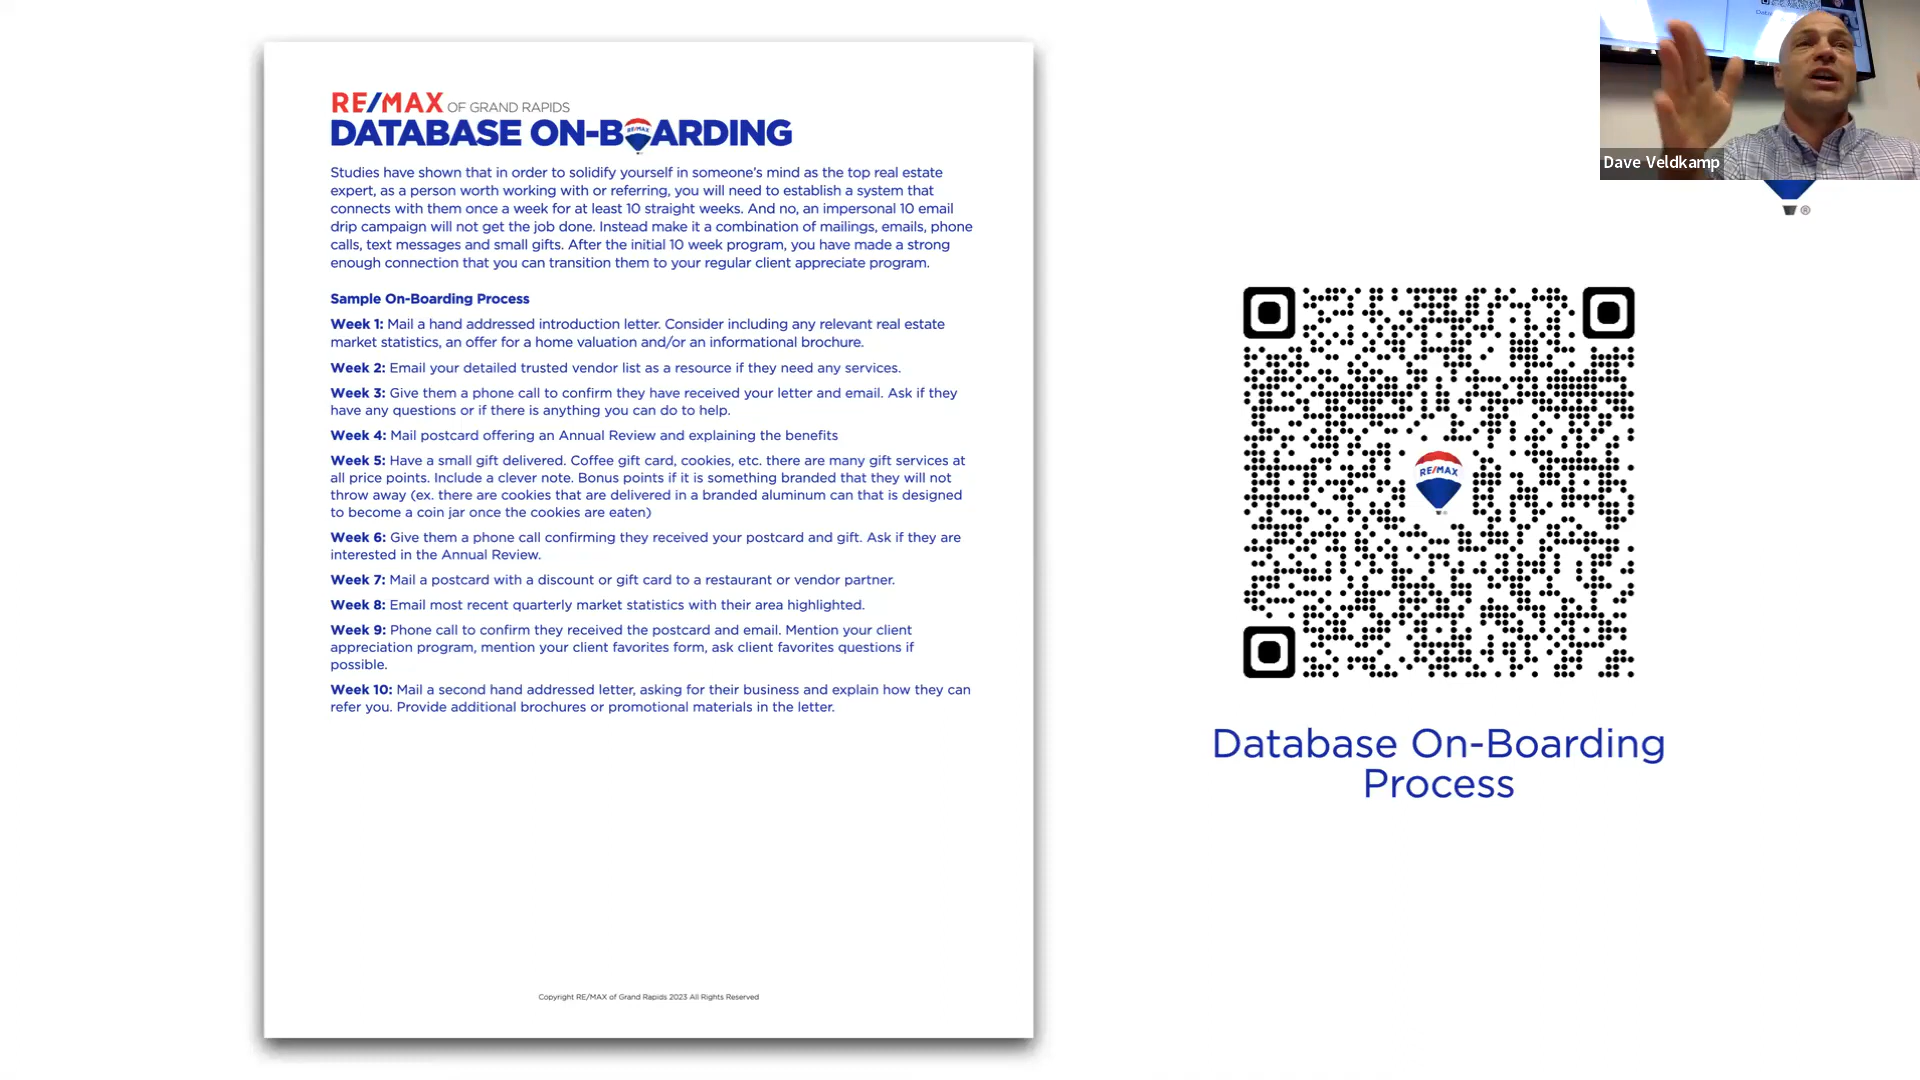 RE/MAX OF GRAND RAPIDS
DATABASE ON-BOARDING
Studies have shown that in order to solidify yourself in someone's mind as the top real estate
expert, as a person worth working with or referring, you will need to establish a system that
connects with them once a week for at least 10 straight weeks. And no, an impersonal 10 email
drip campaign will not get the job done. Instead make it a combination of mailings, emails, phone
calls, text messages and small gifts. After the initial 10 week program, you have made a strong
enough connection that you can transition them to your regular client appreciate program.
Sample On-Boarding Process
Week 1: Mail a hand addressed introduction letter. Consider including any relevant real estate
market statistics, an offer for a home valuation and/or an informational brochure.
Week 2: Email your detailed trusted vendor list as a resource if they need any services.
Week 3: Give them a phone call to confirm they have received your letter and email. Ask if they
have any questions or if there is anything you can do to help.
Week 4: Mail postcard offering an Annual Review and explaining the benefits
Week 5: Have a small gift delivered. Coffee gift card, cookies, etc. there are many gift services at
all price points. Include a clever note. Bonus points if it is something branded that they will not
throw away (ex. there are cookies that are delivered in a branded aluminum can that is designed
to become a coin jar once the cookies are eaten)
Week 6: Give them a phone call confirming they received your postcard and gift. Ask if they are
interested in the Annual Review.
Week 7: Mail a postcard with a discount or gift card to a restaurant or vendor partner.
Week 8: Email most recent quarterly market statistics with their area highlighted.
Week 9: Phone call to confirm they received the postcard and email. Mention your client
appreciation program, mention your client favorites form, ask client favorites questions if
possible.
Week 10: Mail a second hand addressed letter, asking for their business and explain how they can
refer you. Provide additional brochures or promotional materials in the letter.
Copyright RE/MAX of Grand Rapids 2023 All Rights Reserved
Dave Veldkamp
®
RE/MAX
Database On-Boarding
Process